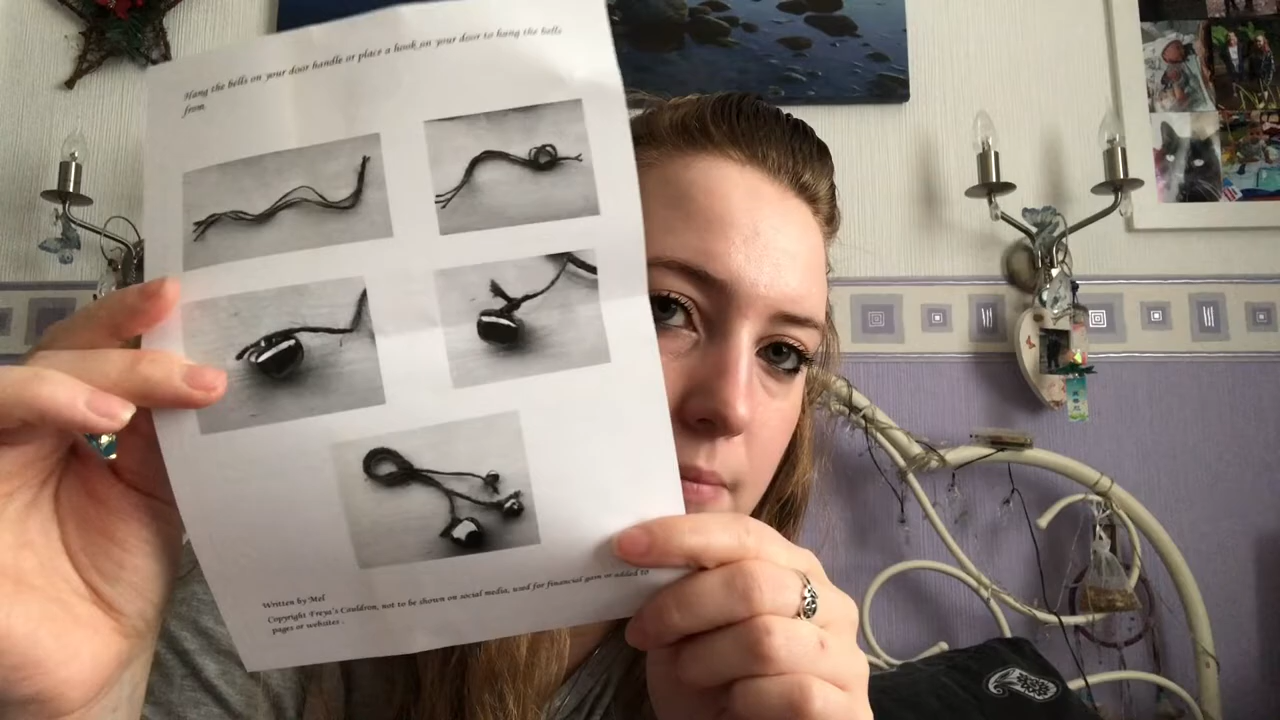 Hang the bells on your door handle or place a hook on your door to hang the bells
from.
Written by Mel
Copyright Freya's Cauldron, not to be shown on social media, used for financial gain or added to
pages or websites .